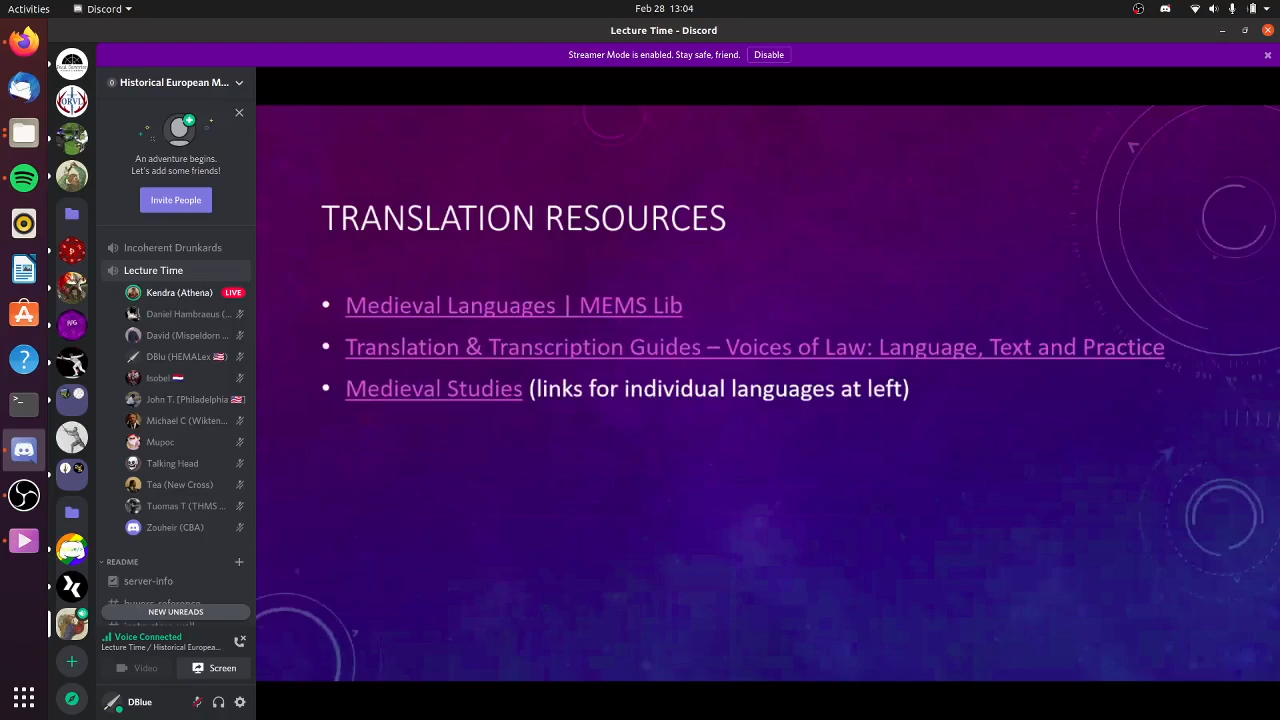 Activities
Discord
Feb 28 13:04
Lecture Time - Discord
Streamer Mode is enabled. Stay safe, friend. Disable
Historical European M...
An adventure begins.
Let's add some friends!
Invite People
Incoherent Drunkards
Lecture Time
Kendra (Athena) LIVE
Daniel Hambraeus (...
David (Mispeldorn ...
DBlu (HEMALex
Isobel
John T. [Philadelphia
Michael C (Wikten...
Mupoc
Talking Head
Tea (New Cross)
Tuomas T (THMS ...
Zouheir (CBA)
README
server-info
NEW UNREADS
Voice Connected
Lecture Time / Historical Europea...
Video
Screen
DBlue
TRANSLATION RESOURCES
• Medieval Languages | MEMS Lib
• Translation & Transcription Guides – Voices of Law: Language, Text and Practice
• Medieval Studies (links for individual languages at left)